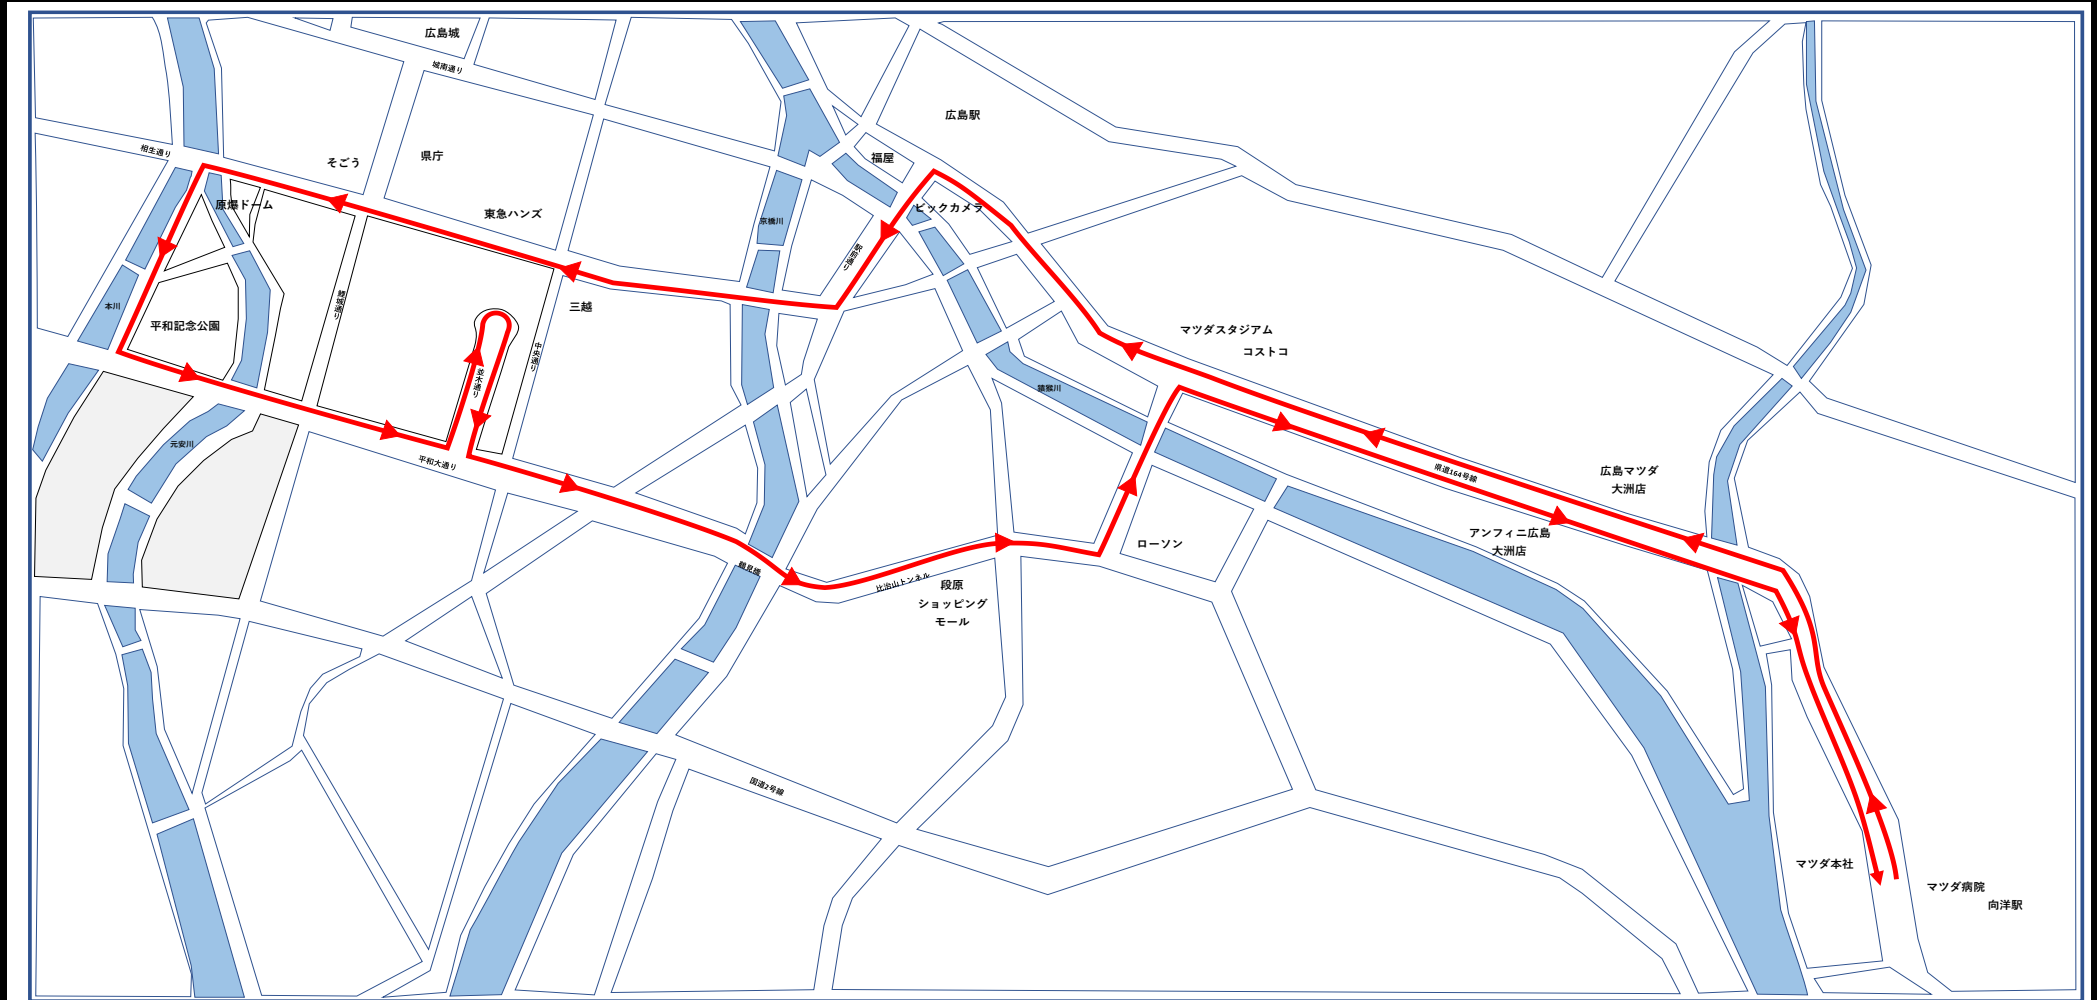 広島城
城南通り
広島駅
相生通り
そごう
県庁
福屋
原爆ドーム
東急ハンズ
ビックカメラ
京橋川
駅前通り
本川
平和記念公園
鯉城通り
三越
中央通り
並木通り
マツダスタジアム
コストコ
猿猴川
元安川
平和大通り
県道164号線
広島マツダ
大洲店
アンフィニ広島
大洲店
ローソン
鶴見橋
比治山トンネル
段原
ショッピング
モール
国道2号線
マツダ本社
マツダ病院
向洋駅